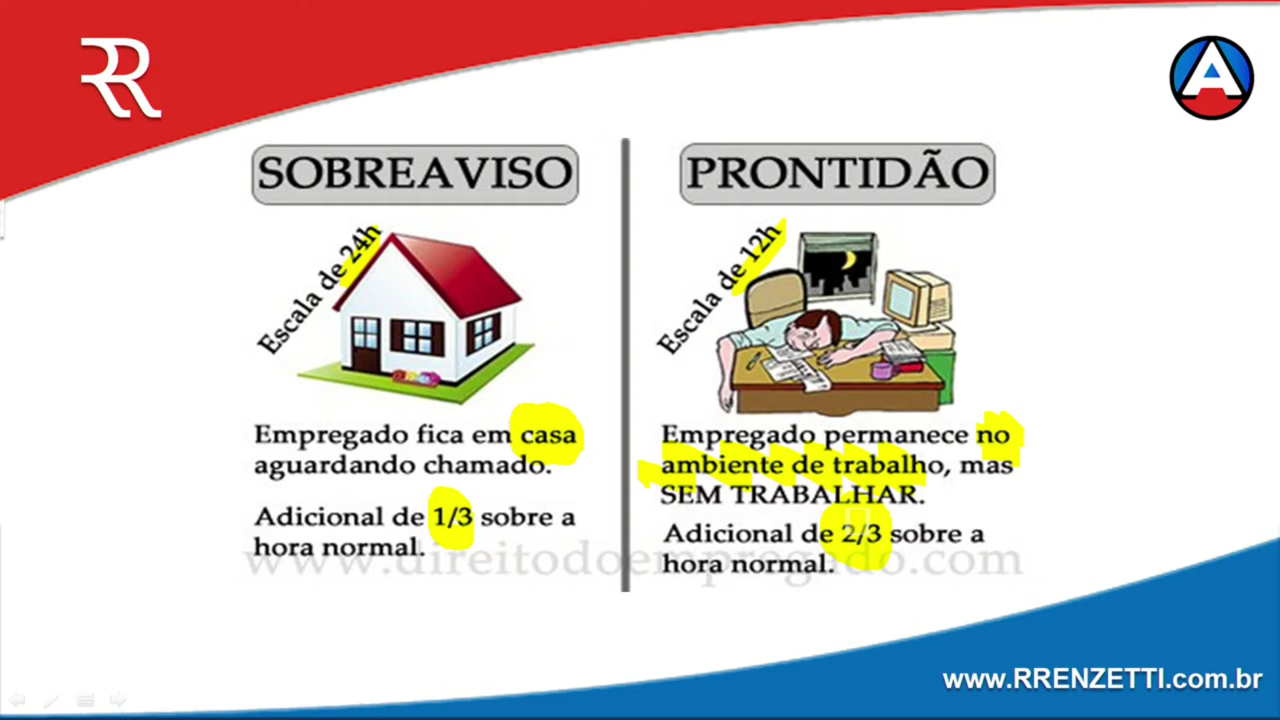 RR
A
SOBREAVISO
Escala de 24h
Empregado fica em casa
aguardando chamado.
Adicional de 1/3 sobre a
hora normal.
PRONTIDÃO
Escala de 12h
Empregado permanece no
ambiente de trabalho, mas
SEM TRABALHAR.
Adicional de 2/3 sobre a
hora normal.
www.direitodoempregado.com
www.RRENZETTI.com.br